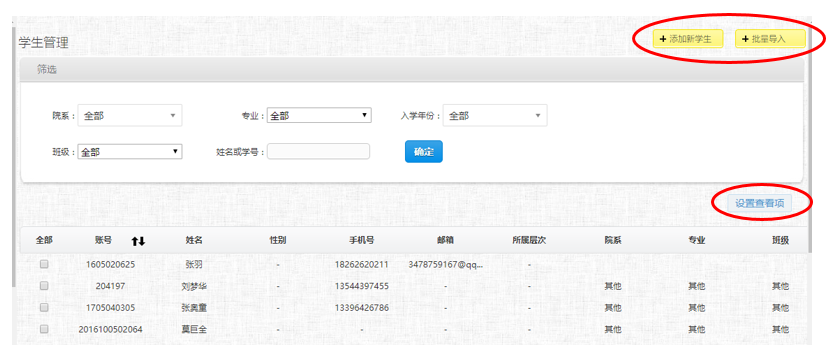 学生管理
+ 添加新学生 + 批量导入
筛选
院系： 全部 专业： 全部 入学年份： 全部
班级： 全部 姓名或学号： 确定
设置查看项
全部 账号 姓名 性别 手机号 邮箱 所属层次 院系 专业 班级
1605020625 张羽 - 18262620211 3478759167@qq... -
204197 刘梦华 - 13544397455 - - 其他 其他 其他
1705040305 张奥童 - 13396426786 - - 其他 其他 其他
2016100502064 莫巨全 - - - - 其他 其他 其他